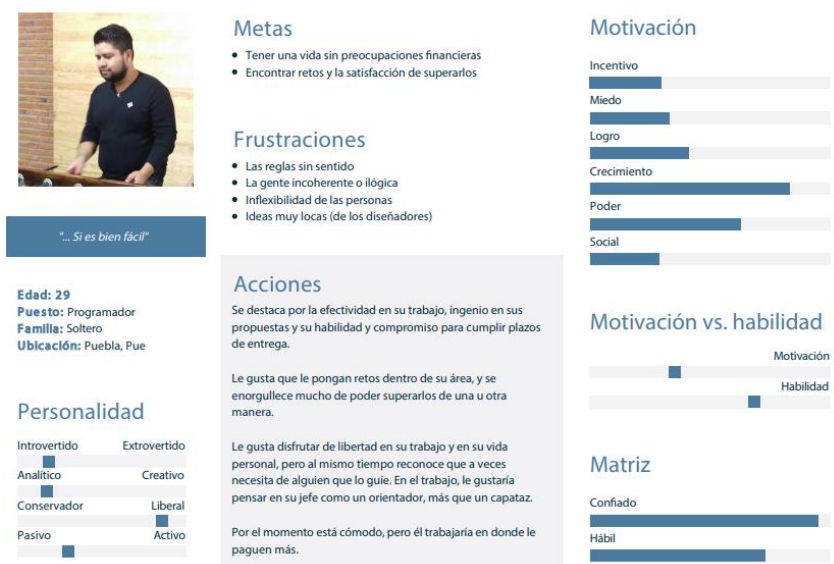 "... Si es bien fácil"
Edad: 29
Puesto: Programador
Familia: Soltero
Ubicación: Puebla, Pue
Personalidad
Introvertido Extrovertido
Analítico Creativo
Conservador Liberal
Pasivo Activo
Metas
• Tener una vida sin preocupaciones financieras
• Encontrar retos y la satisfacción de superarlos
Frustraciones
• Las reglas sin sentido
• La gente incoherente o ilógica
• Inflexibilidad de las personas
• Ideas muy locas (de los diseñadores)
Acciones
Se destaca por la efectividad en su trabajo, ingenio en sus
propuestas y su habilidad y compromiso para cumplir plazos
de entrega.
Le gusta que le pongan retos dentro de su área, y se
enorgullece mucho de poder superarlos de una u otra
manera.
Le gusta disfrutar de libertad en su trabajo y en su vida
personal, pero al mismo tiempo reconoce que a veces
necesita de alguien que lo guíe. En el trabajo, le gustaría
pensar en su jefe como un orientador, más que un capataz.
Por el momento está cómodo, pero él trabajaría en donde le
paguen más.
Motivación
Incentivo
Miedo
Logro
Crecimiento
Poder
Social
Motivación vs. habilidad
Motivación
Habilidad
Matriz
Confiado
Hábil